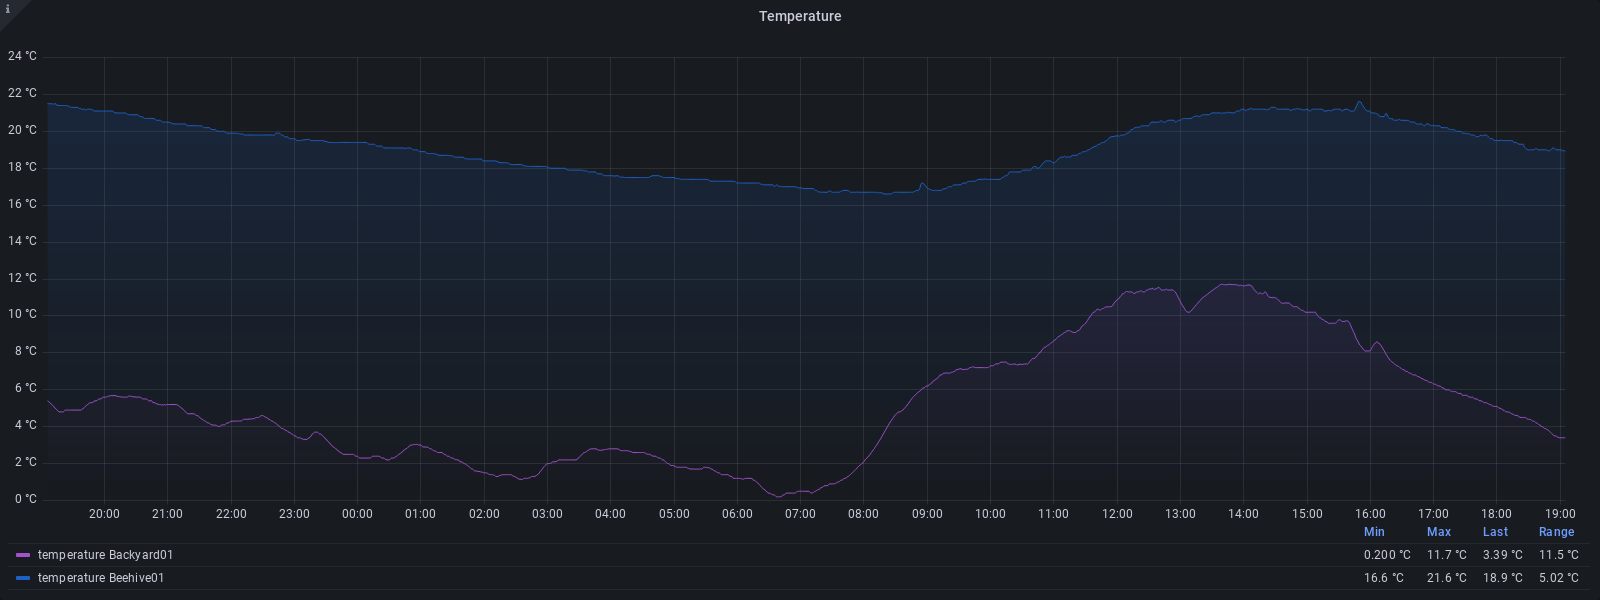 i
Temperature
24 °C
22 °C
20 °C
18 °C
16 °C
14 °C
12 °C
10 °C
8 °C
6 °C
4 °C
2 °C
0 °C
20:00 21:00 22:00 23:00 00:00 01:00 02:00 03:00 04:00 05:00 06:00 07:00 08:00 09:00 10:00 11:00 12:00 13:00 14:00 15:00 16:00 17:00 18:00 19:00
Min Max Last Range
temperature Backyard01 0.200 °C 11.7 °C 3.39 °C 11.5 °C
temperature Beehive01 16.6 °C 21.6 °C 18.9 °C 5.02 °C